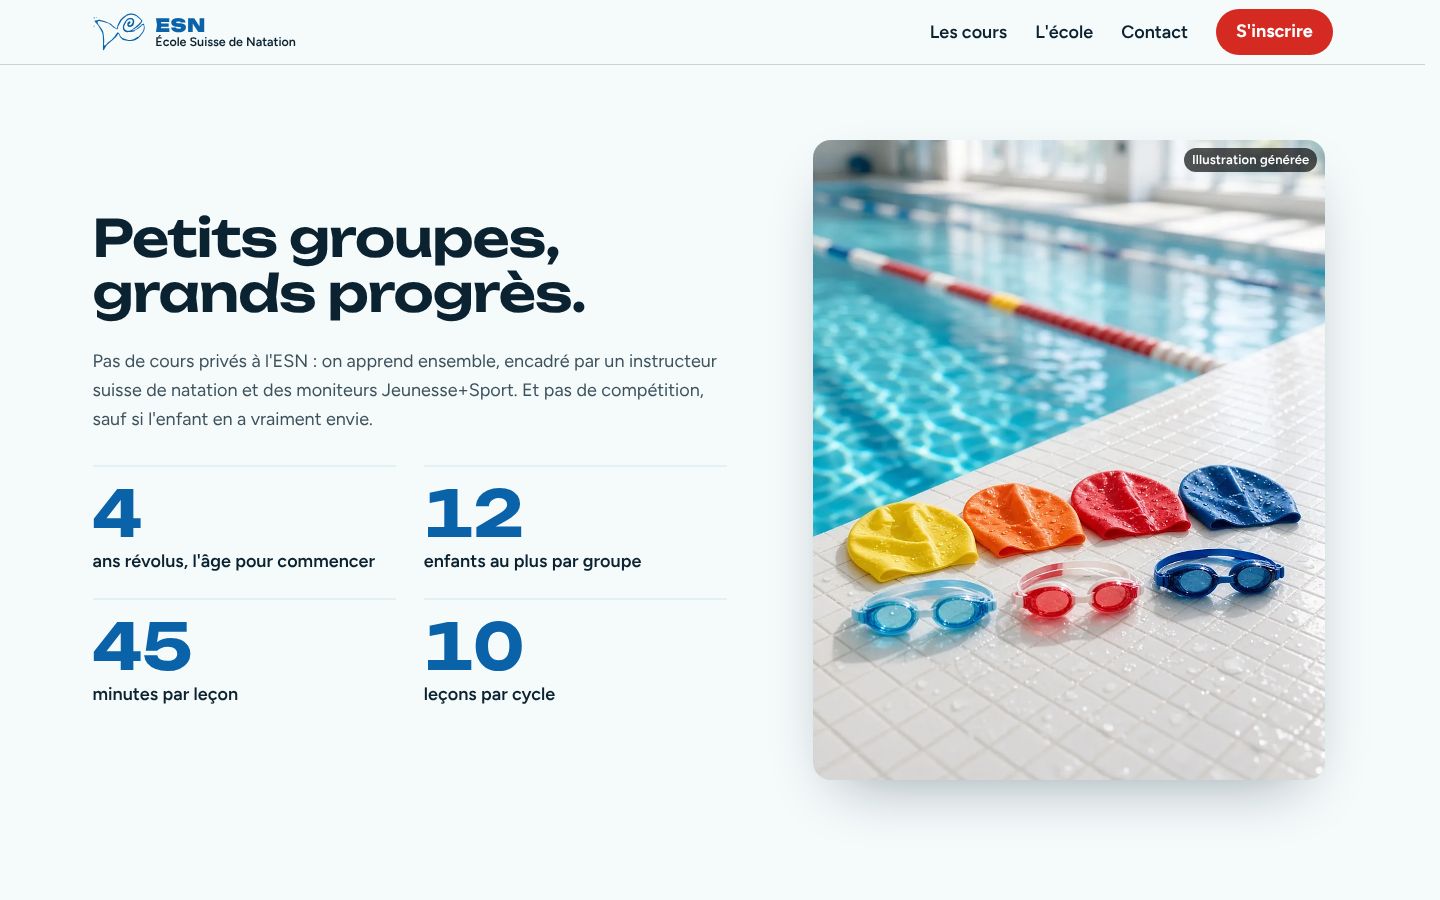 ESN
École Suisse de Natation
Les cours
L'école
Contact
S'inscrire
Illustration générée
Petits groupes,
grands progrès.
Pas de cours privés à l'ESN : on apprend ensemble, encadré par un instructeur
suisse de natation et des moniteurs Jeunesse+Sport. Et pas de compétition,
sauf si l'enfant en a vraiment envie.
4
ans révolus, l'âge pour commencer
12
enfants au plus par groupe
45
minutes par leçon
10
leçons par cycle